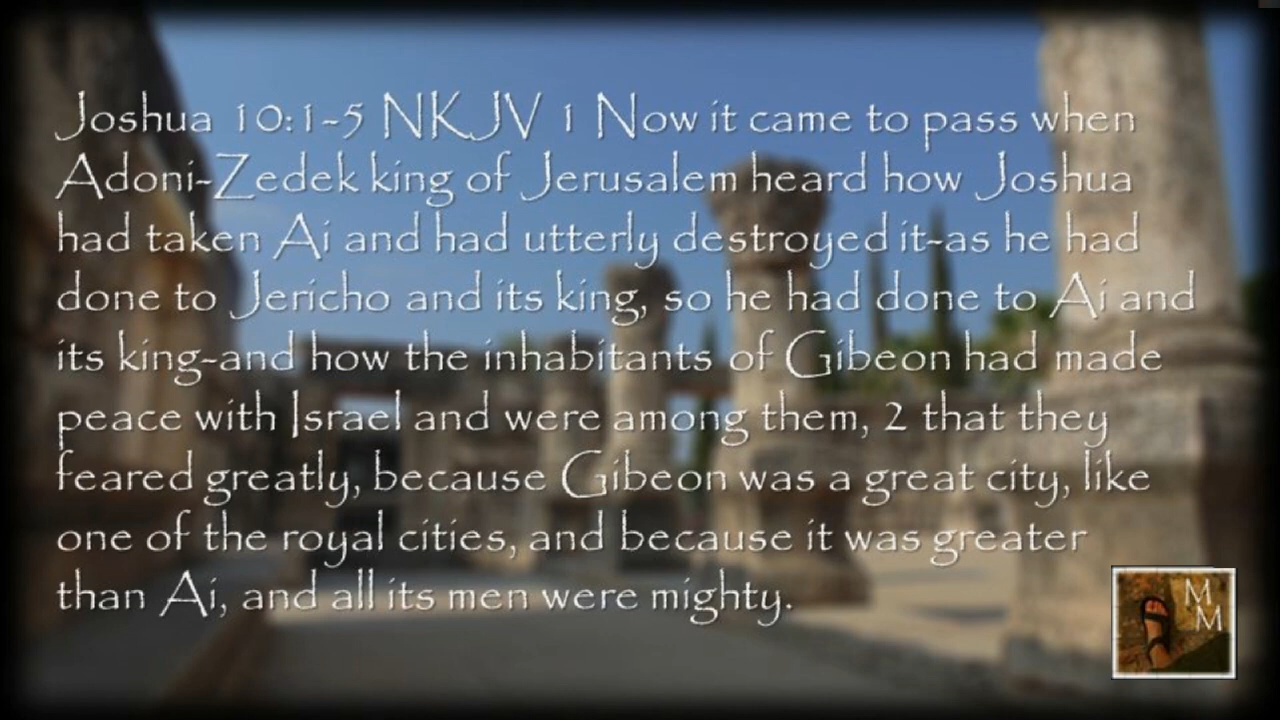 Joshua 10:1-5 NKJV 1 Now it came to pass when
Adoni-Zedek king of Jerusalem heard how Joshua
had taken Ai and had utterly destroyed it-as he had
done to Jericho and its king, so he had done to Ai and
its king-and how the inhabitants of Gibeon had made
peace with Israel and were among them, 2 that they
feared greatly, because Gibeon was a great city, like
one of the royal cities, and because it was greater
than Ai, and all its men were mighty.
M
M